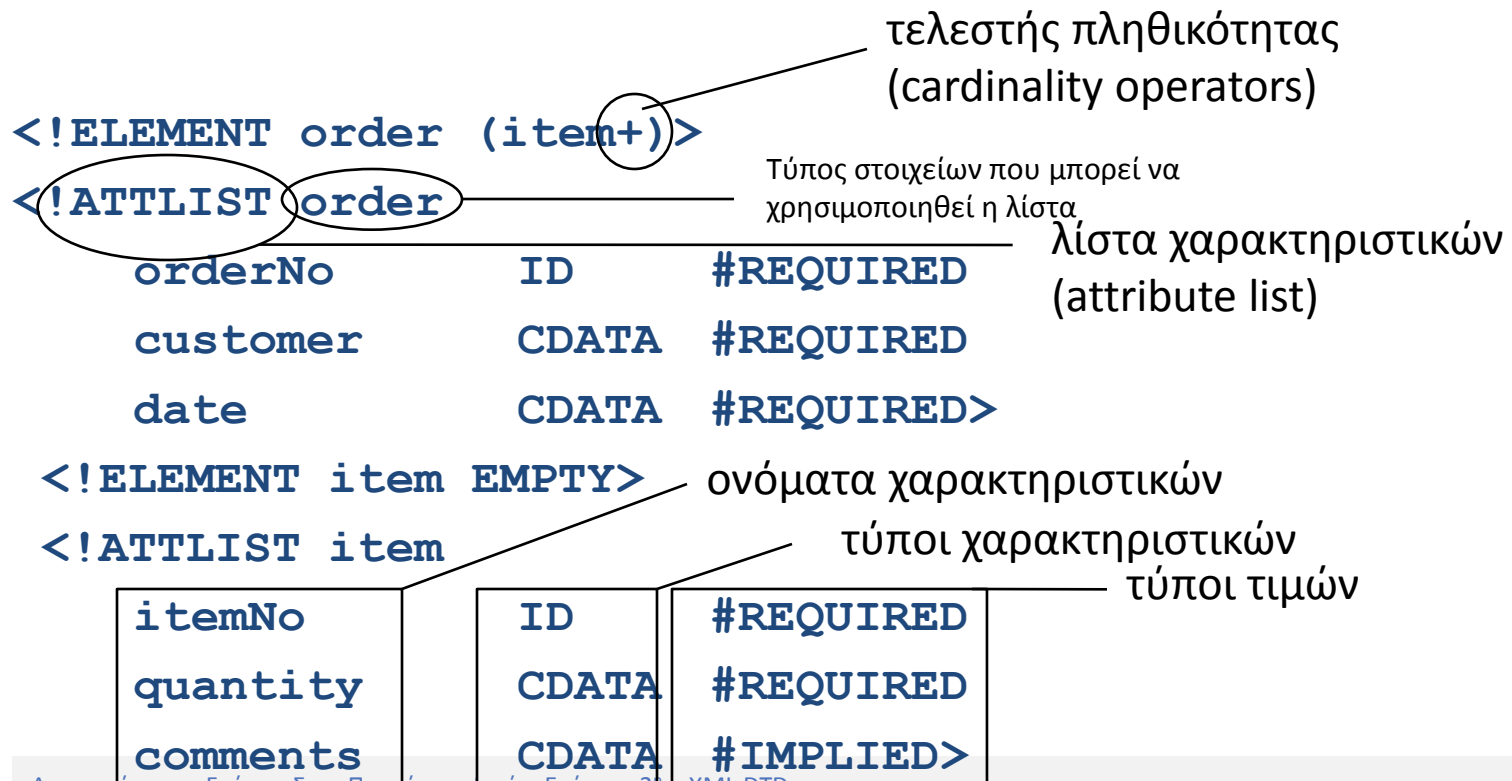 τελεστής πληθικότητας
(cardinality operators)
<!ELEMENT order (item+)>
<!ATTLIST order
Τύπος στοιχείων που μπορεί να
χρησιμοποιηθεί η λίστα
λίστα χαρακτηριστικών
(attribute list)
orderNo ID #REQUIRED
customer CDATA #REQUIRED
date CDATA #REQUIRED>
<!ELEMENT item EMPTY>
ονόματα χαρακτηριστικών
<!ATTLIST item
τύποι χαρακτηριστικών
τύποι τιμών
itemNo ID #REQUIRED
quantity CDATA #REQUIRED
comments CDATA #IMPLIED>